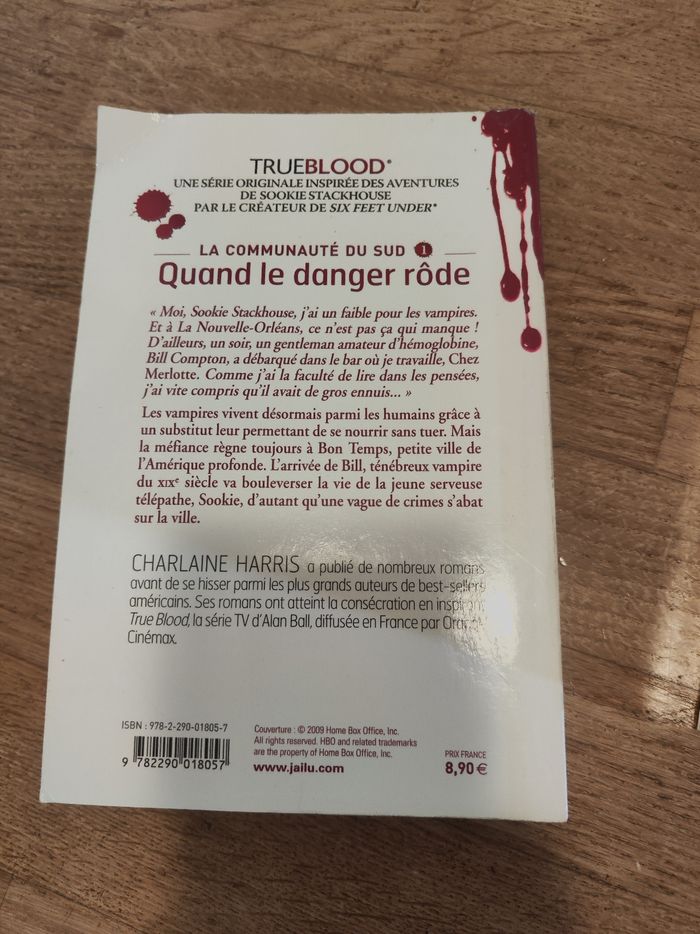 TRUEBLOOD®
UNE SÉRIE ORIGINALE INSPIRÉE DES AVENTURES
DE SOOKIE STACKHOUSE
PAR LE CRÉATEUR DE SIX FEET UNDER®
LA COMMUNAUTÉ DU SUD 1
Quand le danger rôde
« Moi, Sookie Stackhouse, j'ai un faible pour les vampires.
Et à La Nouvelle-Orléans, ce n'est pas ça qui manque !
D'ailleurs, un soir, un gentleman amateur d'hémoglobine,
Bill Compton, a débarqué dans le bar où je travaille, Chez
Merlotte. Comme j'ai la faculté de lire dans les pensées,
j'ai vite compris qu'il avait de gros ennuis... »
Les vampires vivent désormais parmi les humains grâce à
un substitut leur permettant de se nourrir sans tuer. Mais
la méfiance règne toujours à Bon Temps, petite ville de
l'Amérique profonde. L'arrivée de Bill, ténébreux vampire
du XIXe siècle va bouleverser la vie de la jeune serveuse
télépathe, Sookie, d'autant qu'une vague de crimes s'abat
sur la ville.
CHARLAINE HARRIS a publié de nombreux romans
avant de se hisser parmi les plus grands auteurs de best-sellers
américains. Ses romans ont atteint la consécration en inspirant
True Blood, la série TV d'Alan Ball, diffusée en France par Orange
Cinémax.
ISBN : 978-2-290-01805-7
9 782290 018057
Couverture : © 2009 Home Box Office, Inc.
All rights reserved. HBO and related trademarks
are the property of Home Box Office, Inc.
www.jailu.com
PRIX FRANCE
8,90 €